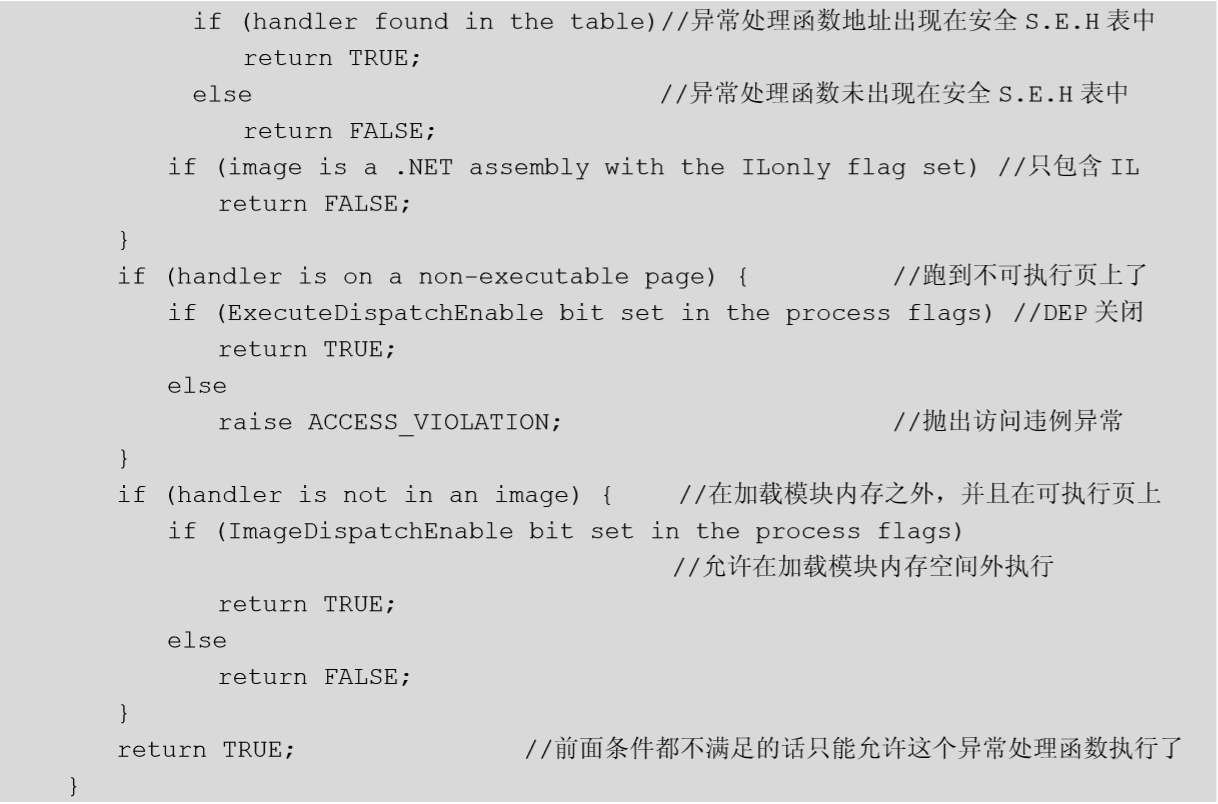 if (handler found in the table)//异常处理函数地址出现在安全 S.E.H 表中
return TRUE;
else //异常处理函数未出现在安全 S.E.H 表中
return FALSE;
if (image is a .NET assembly with the ILonly flag set) //只包含 IL
return FALSE;
}
if (handler is on a non-executable page) { //跑到不可执行页上了
if (ExecuteDispatchEnable bit set in the process flags) //DEP 关闭
return TRUE;
else
raise ACCESS_VIOLATION; //抛出访问违例异常
}
if (handler is not in an image) { //在加载模块内存之外，并且在可执行页上
if (ImageDispatchEnable bit set in the process flags)
//允许在加载模块内存空间外执行
return TRUE;
else
return FALSE;
}
return TRUE; //前面条件都不满足的话只能允许这个异常处理函数执行了
}